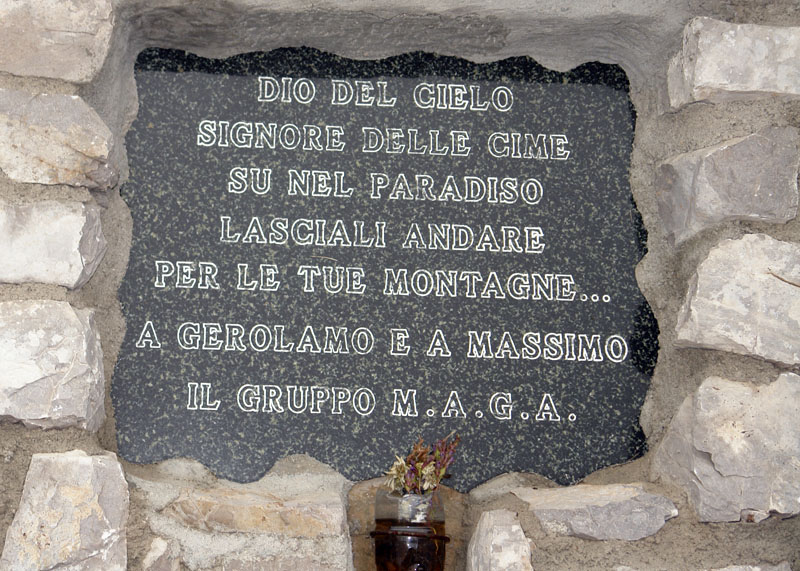 DIO DEL CIELO
SIGNORE DELLE CIME
SU NEL PARADISO
LASCIALI ANDARE
PER LE TUE MONTAGNE...
A GEROLAMO E A MASSIMO
IL GRUPPO M.A.G.A.